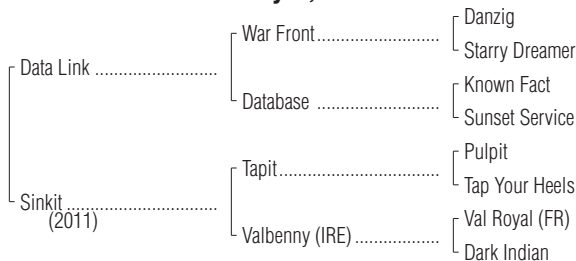 Danzig
War Front
Starry Dreamer
Data Link
Known Fact
Database
Sunset Service
Pulpit
Tapit
Tap Your Heels
Sinkit
(2011)
Val Royal (FR)
Valbenny (IRE)
Dark Indian